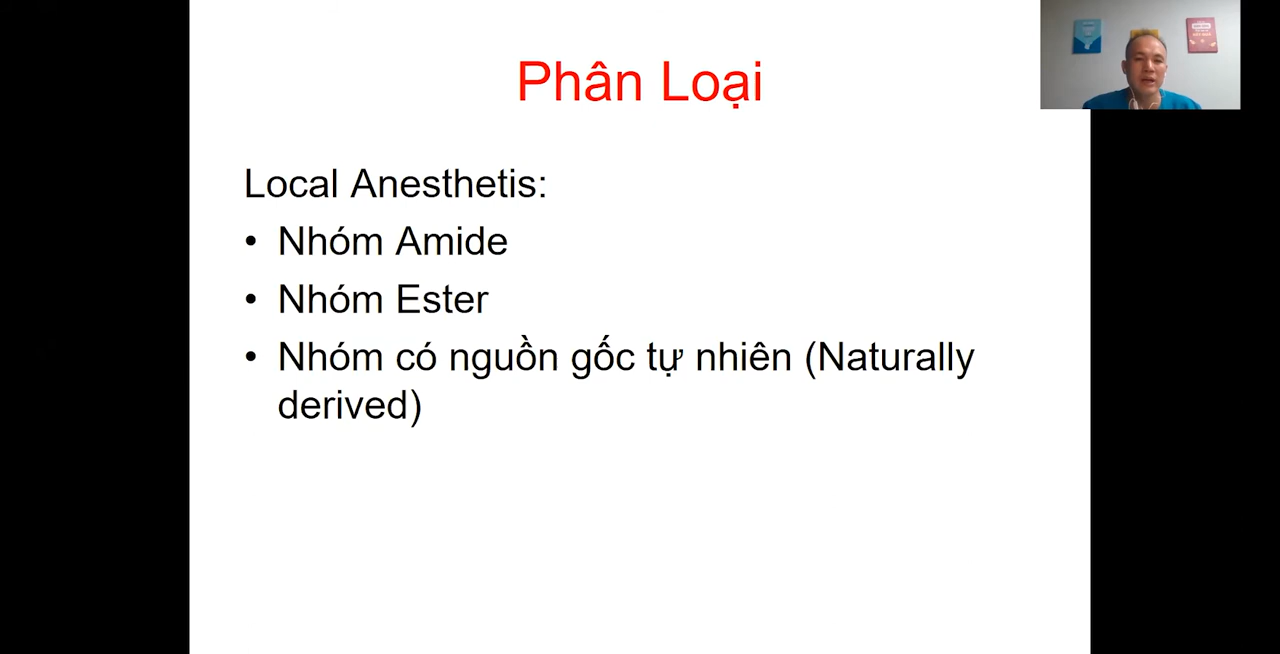 Phân Loại
Local Anesthetis:
• Nhóm Amide
• Nhóm Ester
• Nhóm có nguồn gốc tự nhiên (Naturally
derived)